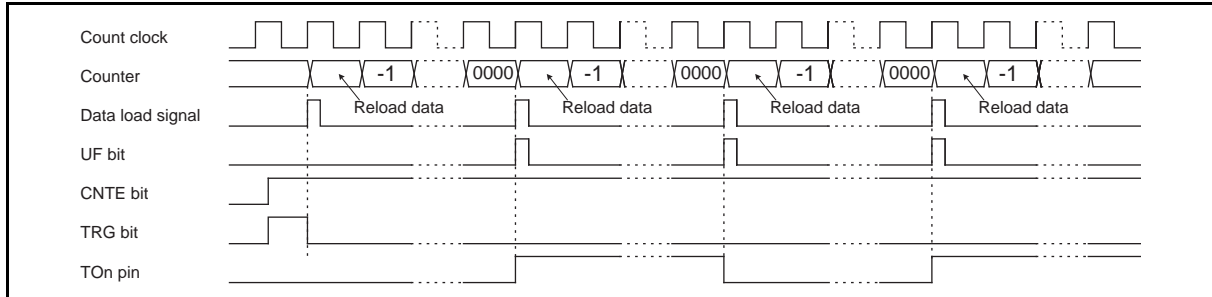 Count clock
Counter
-1
0000
-1
0000
-1
0000
-1
Reload data
Reload data
Reload data
Reload data
Data load signal
UF bit
CNTE bit
TRG bit
TOn pin